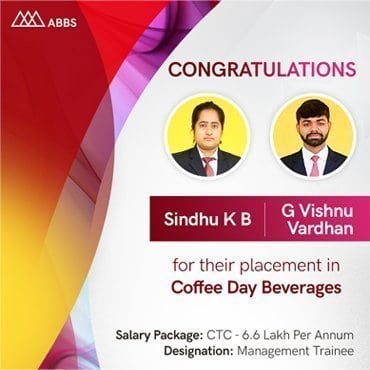 ABBS
CONGRATULATIONS
Sindhu K B
G Vishnu
Vardhan
for their placement in
Coffee Day Beverages
Salary Package: CTC - 6.6 Lakh Per Annum
Designation: Management Trainee